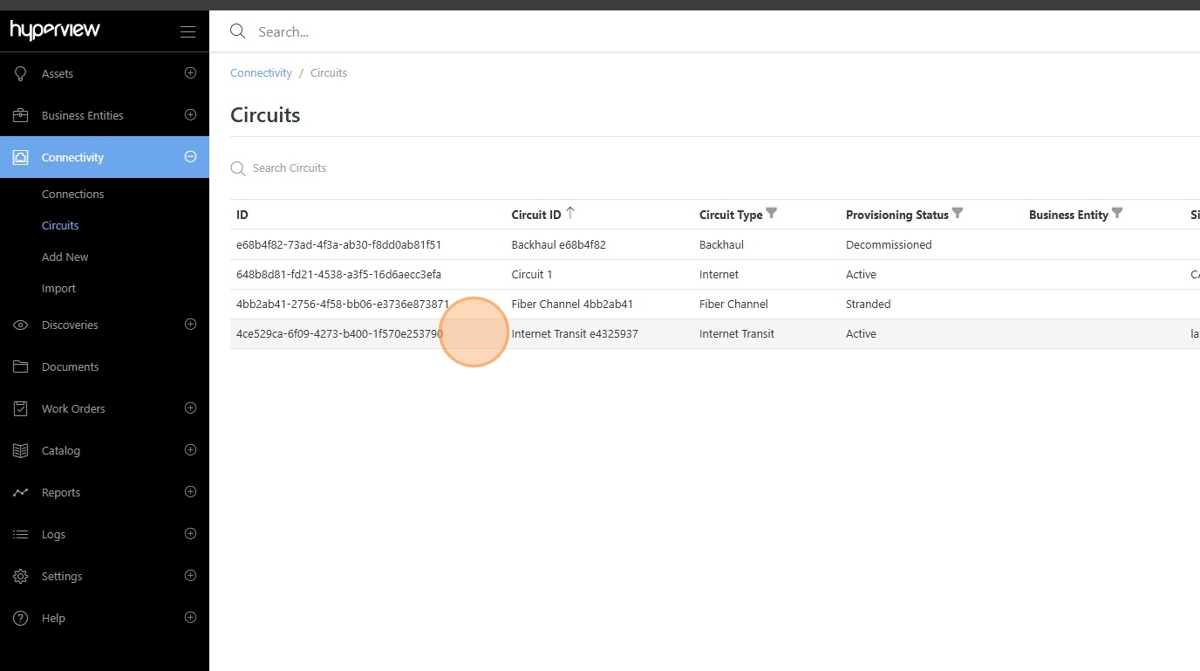 hyperview
Search...
Assets
Business Entities
Connectivity
Connections
Circuits
Add New
Import
Discoveries
Documents
Work Orders
Catalog
Reports
Logs
Settings
Help
Connectivity / Circuits
Circuits
Search Circuits
ID Circuit ID Circuit Type Provisioning Status Business Entity Si
e68b4f82-73ad-4f3a-ab30-f8dd0ab81f51 Backhaul e68b4f82 Backhaul Decommissioned
648b8d81-fd21-4538-a3f5-16d6aecc3efa Circuit 1 Internet Active CA
4bb2ab41-2756-4f58-bb06-e3736e873871 Fiber Channel 4bb2ab41 Fiber Channel Stranded
4ce529ca-6f09-4273-b400-1f570e253790 Internet Transit e4325937 Internet Transit Active la